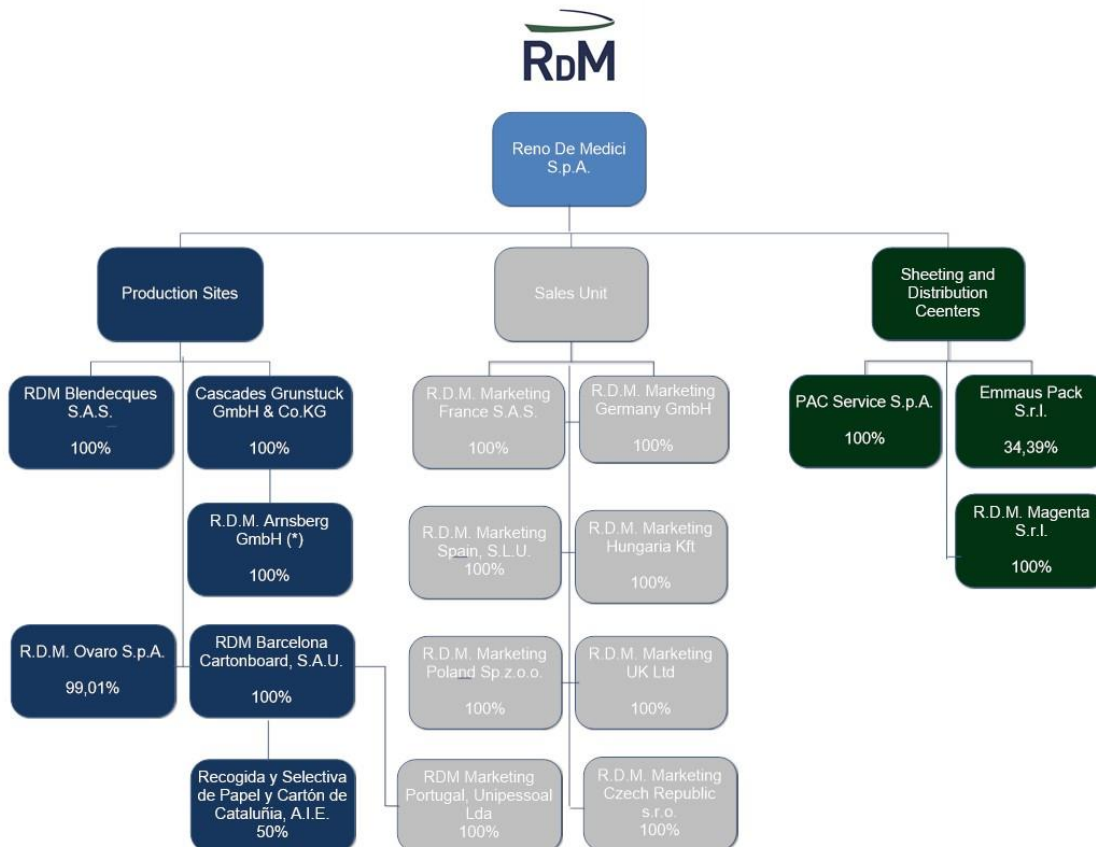 RDM
Reno De Medici
S.p.A.
Production Sites
Sales Unit
Sheeting and
Distribution
Ceenters
RDM Blendecques
S.A.S.
100%
Cascades Grunstuck
GmbH & Co.KG
100%
R.D.M. Marketing
France S.A.S.
100%
R.D.M. Marketing
Germany GmbH
100%
PAC Service S.p.A.
100%
Emmaus Pack
S.r.l.
34,39%
R.D.M. Arnsberg
GmbH (*)
100%
R.D.M. Marketing
Spain, S.L.U.
100%
R.D.M. Marketing
Hungaria Kft
100%
R.D.M. Magenta
S.r.l.
100%
R.D.M. Ovaro S.p.A.
99,01%
RDM Barcelona
Cartonboard, S.A.U.
100%
R.D.M. Marketing
Poland Sp.z.o.o.
100%
R.D.M. Marketing
UK Ltd
100%
Recogida y Selectiva
de Papel y Cartón de
Cataluñia, A.I.E.
50%
RDM Marketing
Portugal, Unipessoal
Lda
100%
R.D.M. Marketing
Czech Republic
s.r.o.
100%